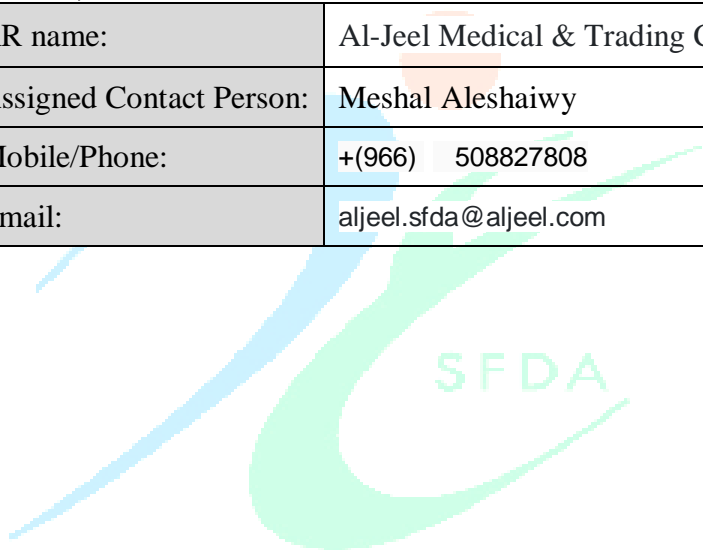 R name: Al-Jeel Medical & Trading C
ssigned Contact Person: Meshal Aleshaiwy
Mobile/Phone: +(966) 508827808
mail: aljeel.sfda@aljeel.com
SFDA